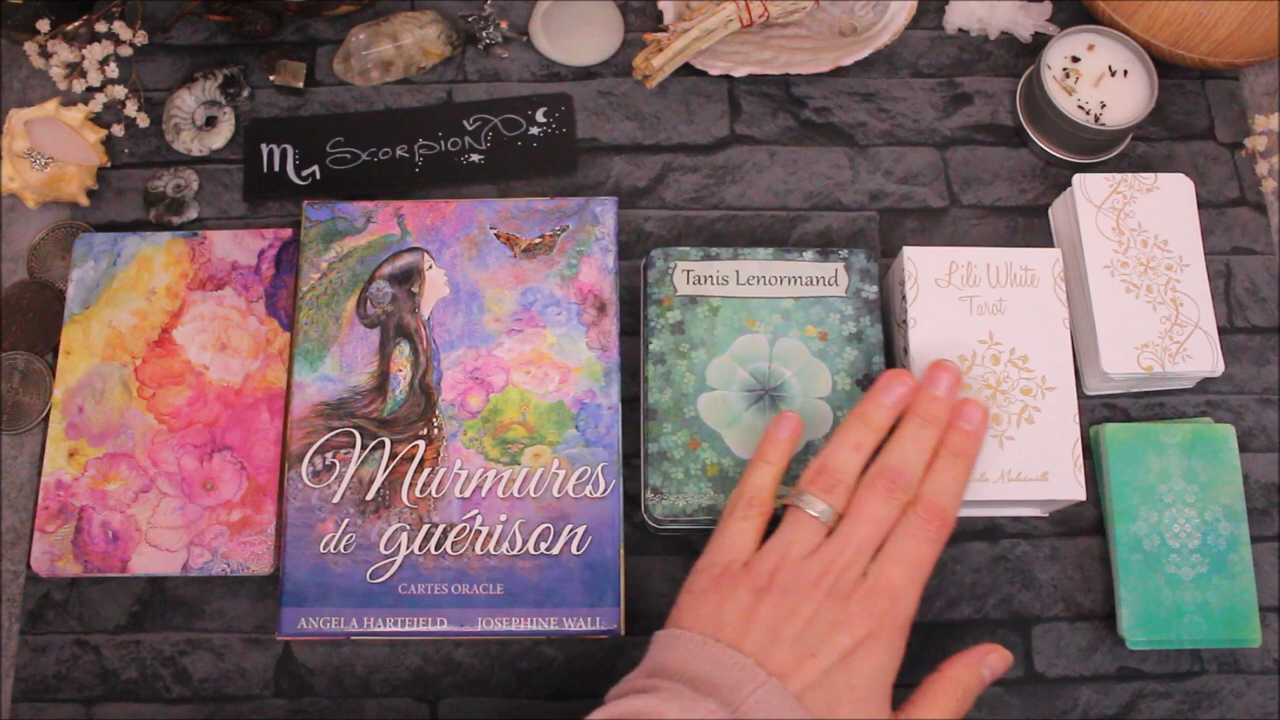 ♏ Scorpion
Murmures
de guérison
CARTES ORACLE
ANGELA HARTFIELD JOSEPHINE WALL
Tanis Lenormand
Lili White
Tarot